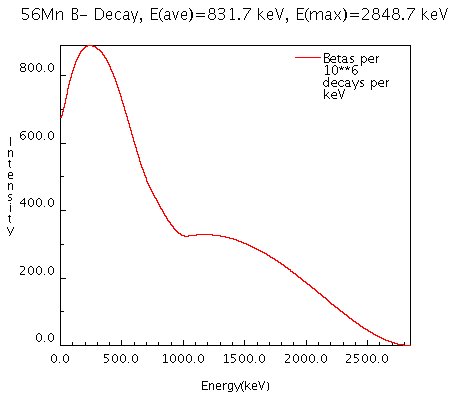 56Mn B- Decay, E(ave)=831.7 keV, E(max)=2848.7 keV
Betas per
10**6
decays per
keV
Intensity
800.0
600.0
400.0
200.0
0.0
0.0 500.0 1000.0 1500.0 2000.0 2500.0
Energy(keV)